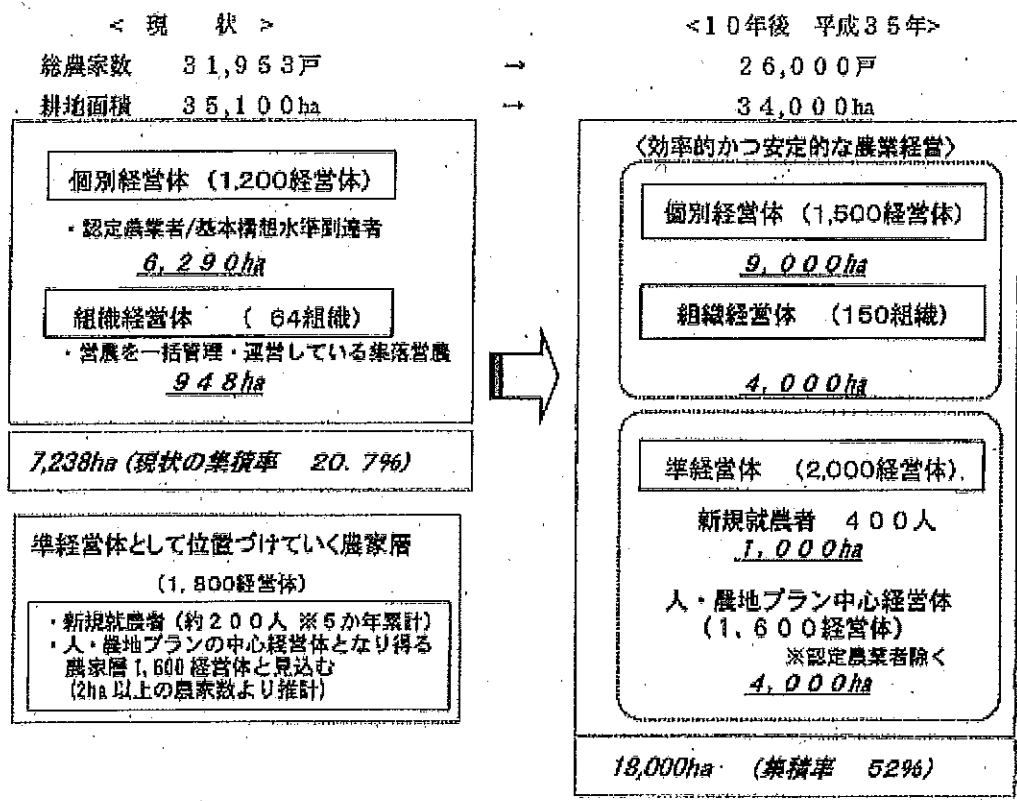 < 現 状 >
総農家数 31,953戸
耕地面積 35,100ha
→
→
<10年後 平成35年>
26,000戸
34,000ha
個別経営体 (1,200経営体)
・認定農業者/基本構想水準到達者
6,290ha
組織経営体 ( 64組織)
・営農を一括管理・運営している集落営農
948ha
7,238ha (現状の集積率 20.7%)
準経営体として位置づけていく農家層
(1,800経営体)
・新規就農者 (約200人 ※5か年累計)
・人・農地プランの中心経営体となり得る
農家層1,600経営体と見込む
(2ha以上の農家数より推計)
〈効率的かつ安定的な農業経営〉
個別経営体 (1,500経営体)
9,000ha
組織経営体 (150組織)
4,000ha
準経営体 (2,000経営体)
新規就農者 400人
1,000ha
人・農地プラン中心経営体
(1,600経営体)
※認定農業者除く
4,000ha
18,000ha (集積率 52%)